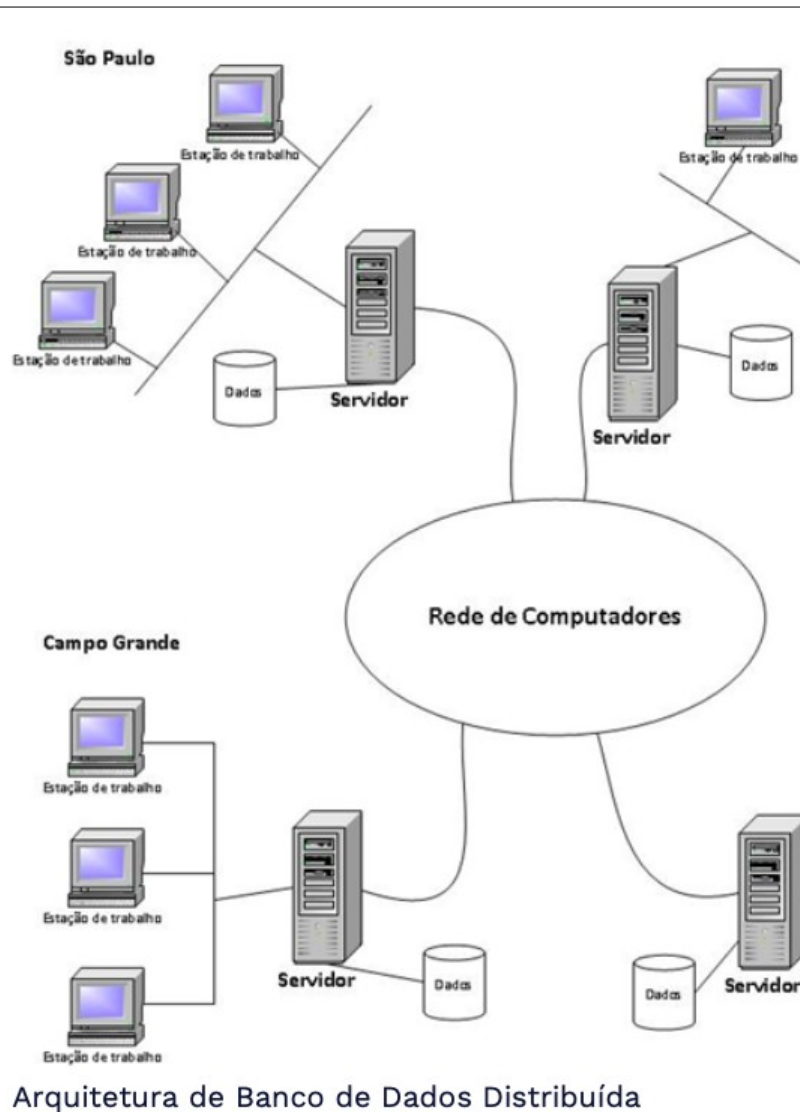 São Paulo
Estação de trabalho
Estação de trabalho
Estação de trabalho
Estação de trabalho
Dados
Servidor
Dados
Servidor
Rede de Computadores
Campo Grande
Estação de trabalho
Estação de trabalho
Estação de trabalho
Servidor
Dados
Dados
Servidor
Arquitetura de Banco de Dados Distribuída